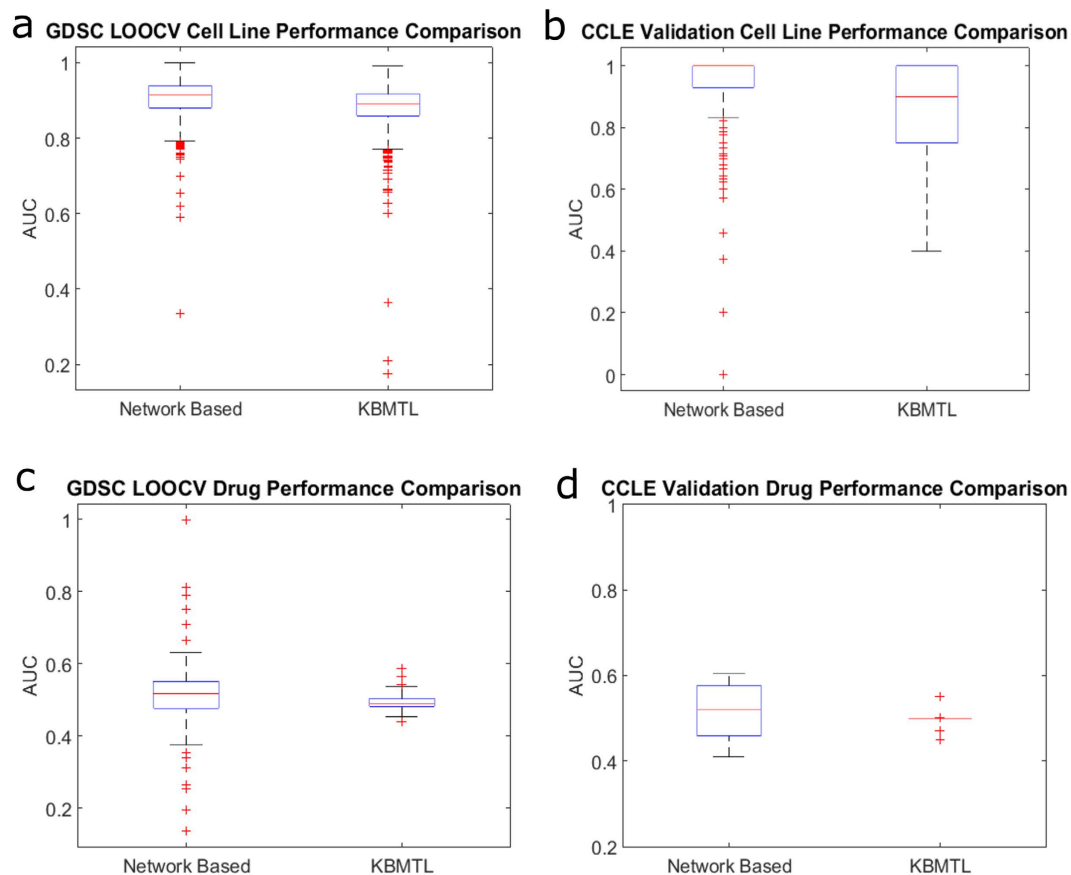 a GDSC LOOCV Cell Line Performance Comparison
1
0.8
0.6
0.4
0.2
AUC
Network Based KBMTL
b CCLE Validation Cell Line Performance Comparison
1
0.8
0.6
0.4
0.2
0
AUC
Network Based KBMTL
c GDSC LOOCV Drug Performance Comparison
1
0.8
0.6
0.4
0.2
AUC
Network Based KBMTL
d CCLE Validation Drug Performance Comparison
1
0.8
0.6
0.4
0.2
AUC
Network Based KBMTL